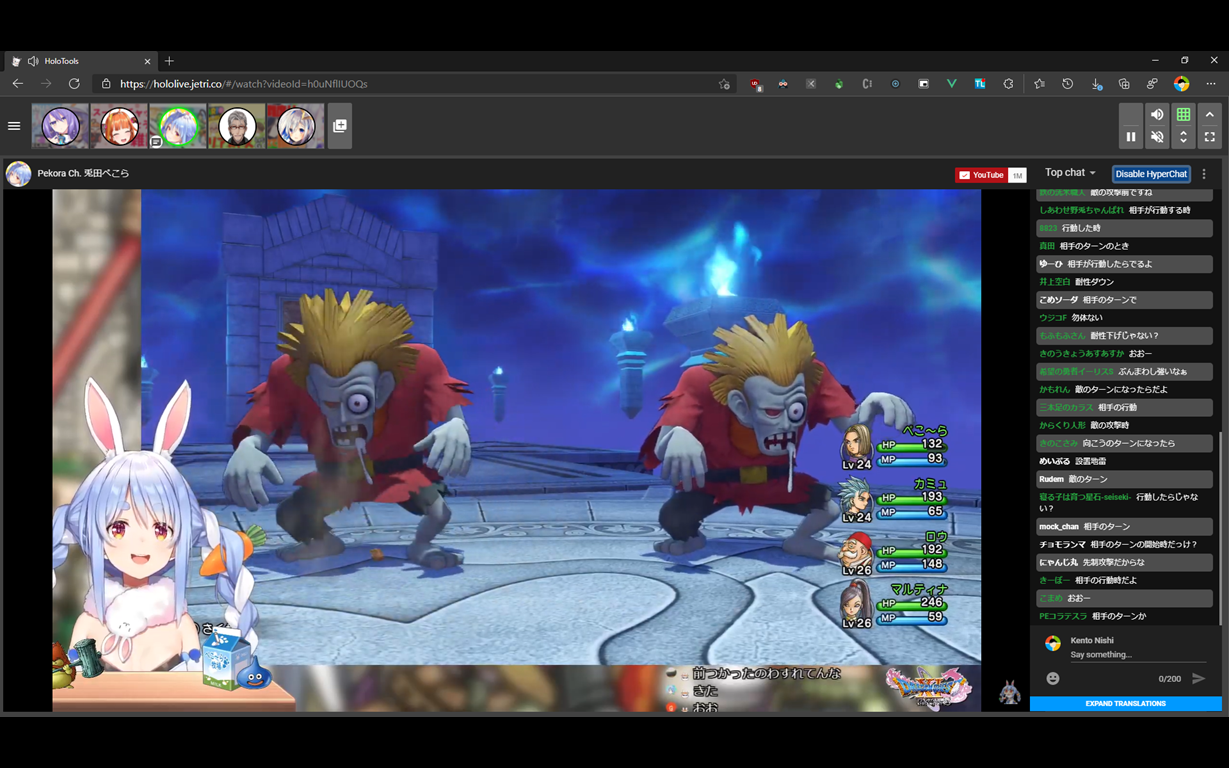 HoloTools
https://hololive.jetri.co/#/watch?videoId=h0uNflIUOQs
Pekora Ch. 兎田ぺこら
YouTube 1M
Top chat
Disable HyperChat
敵の攻撃前ですね
しあわせ野兎ちゃんぱれ 相手が行動する時
8823 行動した時
真田 相手のターンのとき
ゆーひ 相手が行動したらでるよ
井上空白 耐性ダウン
こめソーダ 相手のターンで
ウジコF 勿体ない
もふもふさん 耐性下げじゃない？
きのうきょうあすあすか おおー
希望の勇者イーリスS ぶんまわし強いなぁ
かもれん 敵のターンになったらだよ
三本足のカラス 相手の行動
からくり人形 敵の攻撃時
きのこさみ 向こうのターンになったら
めいぷる 設置地雷
Rudem 敵のターン
寝る子は育つ星石-seiseki- 行動したらじゃな
い？
mock_chan 相手のターン
チョモランマ 相手のターンの開始時だっけ？
にゃんじ丸 先制攻撃だからな
きーぼー 相手の行動時だよ
こまめ おおー
PEコラテスラ 相手のターンか
Kento Nishi
Say something...
0/200
EXPAND TRANSLATIONS
ぺこ～ら
HP 132
Lv 24 MP 93
カミュ
HP 193
Lv 24 MP 65
ロウ
HP 192
Lv 26 MP 148
マルティナ
HP 246
Lv 26 MP 59
前つかったのわすれてんな
きた
おお